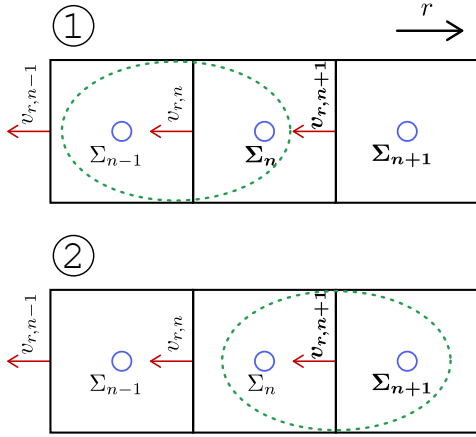 ①
r
v_{r,n−1} v_{r,n} **v_{r,n+1}**
Σ_{n−1} **Σ_n** **Σ_{n+1}**
②
v_{r,n−1} v_{r,n} **v_{r,n+1}**
Σ_{n−1} Σ_n **Σ_{n+1}**